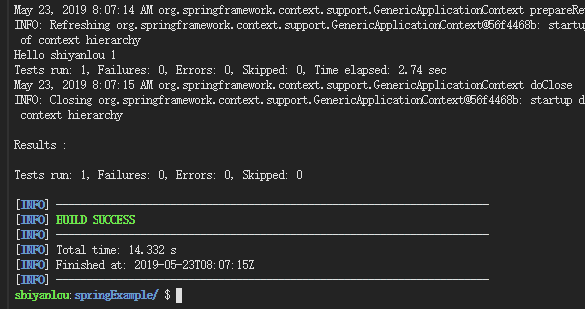 May 23, 2019 8:07:14 AM org.springframework.context.support.GenericApplicationContext prepareRe
INFO: Refreshing org.springframework.context.support.GenericApplicationContext@56f4468b: startu
of context hierarchy
Hello shiyanlou 1
Tests run: 1, Failures: 0, Errors: 0, Skipped: 0, Time elapsed: 2.74 sec
May 23, 2019 8:07:15 AM org.springframework.context.support.GenericApplicationContext doClose
INFO: Closing org.springframework.context.support.GenericApplicationContext@56f4468b: startup d
context hierarchy
Results :
Tests run: 1, Failures: 0, Errors: 0, Skipped: 0
[INFO] ------------------------------------------------------------------------
[INFO] BUILD SUCCESS
[INFO] ------------------------------------------------------------------------
[INFO] Total time: 14.332 s
[INFO] Finished at: 2019-05-23T08:07:15Z
[INFO] ------------------------------------------------------------------------
shiyanlou:springExample/ $